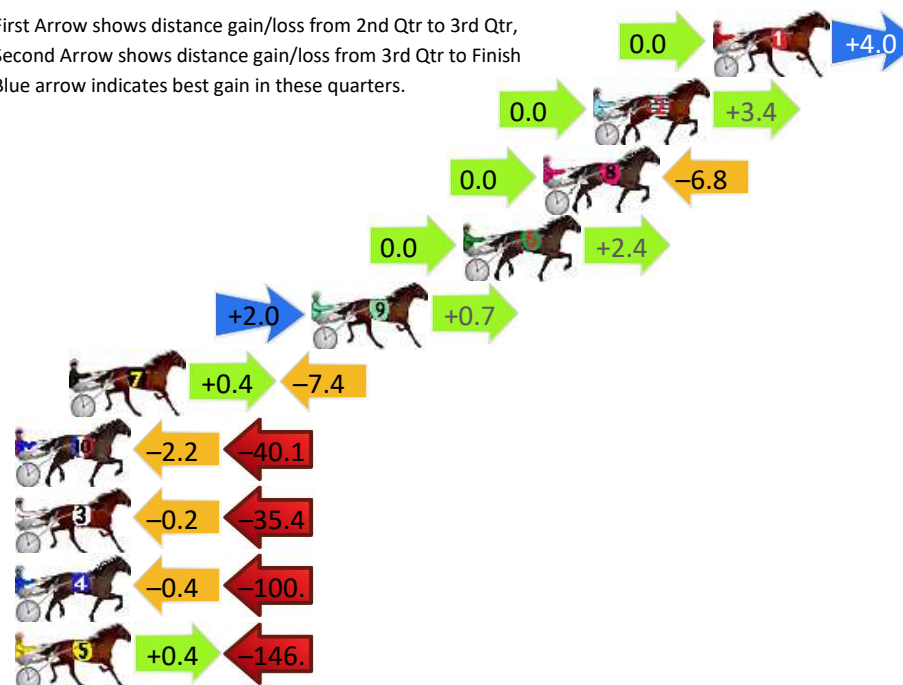 First Arrow shows distance gain/loss from 2nd Qtr to 3rd Qtr,
Second Arrow shows distance gain/loss from 3rd Qtr to Finish
Blue arrow indicates best gain in these quarters.
0.0 1 +4.0
0.0 2 +3.4
0.0 8 –6.8
0.0 6 +2.4
+2.0 9 +0.7
7 +0.4 –7.4
10 –2.2 –40.1
3 –0.2 –35.4
4 –0.4 –100.
5 +0.4 –146.